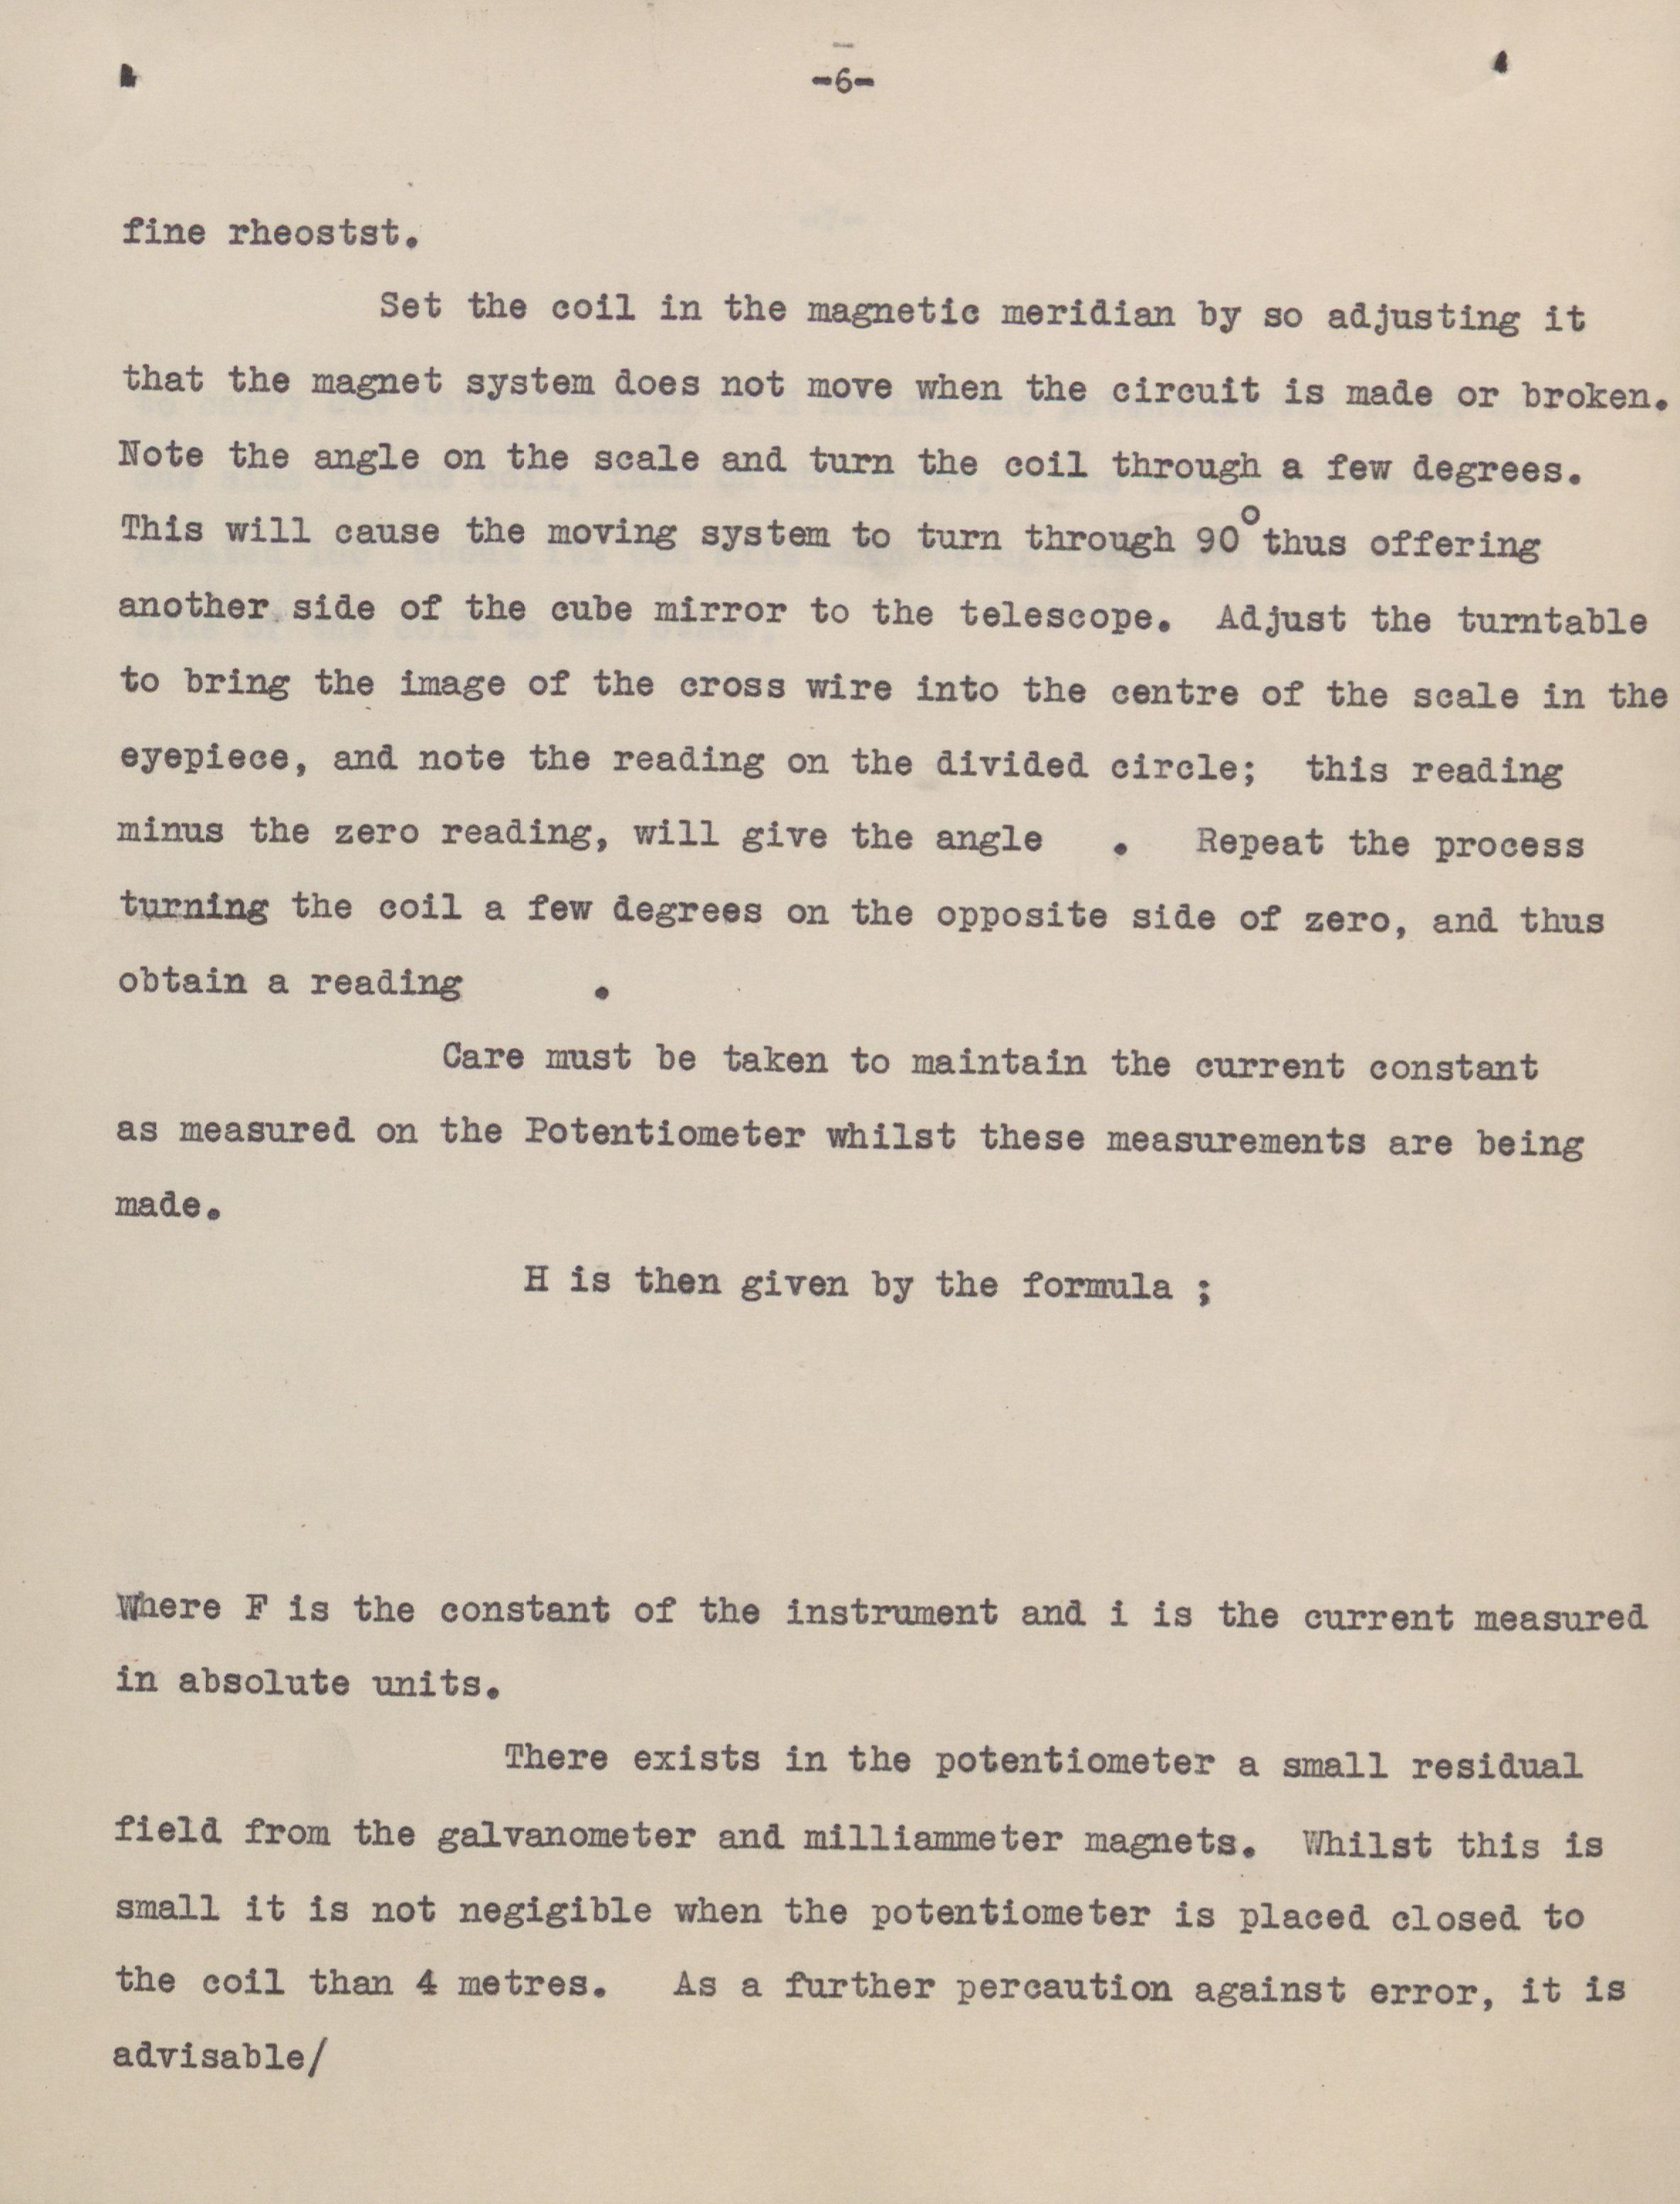 -6-
fine rheostst.
Set the coil in the magnetic meridian by so adjusting it
that the magnet system does not move when the circuit is made or broken.
Note the angle on the scale and turn the coil through a few degrees.
This will cause the moving system to turn through 90° thus offering
another side of the cube mirror to the telescope. Adjust the turntable
to bring the image of the cross wire into the centre of the scale in the
eyepiece, and note the reading on the divided circle; this reading
minus the zero reading, will give the angle . Repeat the process
turning the coil a few degrees on the opposite side of zero, and thus
obtain a reading .
Care must be taken to maintain the current constant
as measured on the Potentiometer whilst these measurements are being
made.
H is then given by the formula ;
Where F is the constant of the instrument and i is the current measured
in absolute units.
There exists in the potentiometer a small residual
field from the galvanometer and milliammeter magnets. Whilst this is
small it is not negigible when the potentiometer is placed closed to
the coil than 4 metres. As a further percaution against error, it is
advisable/